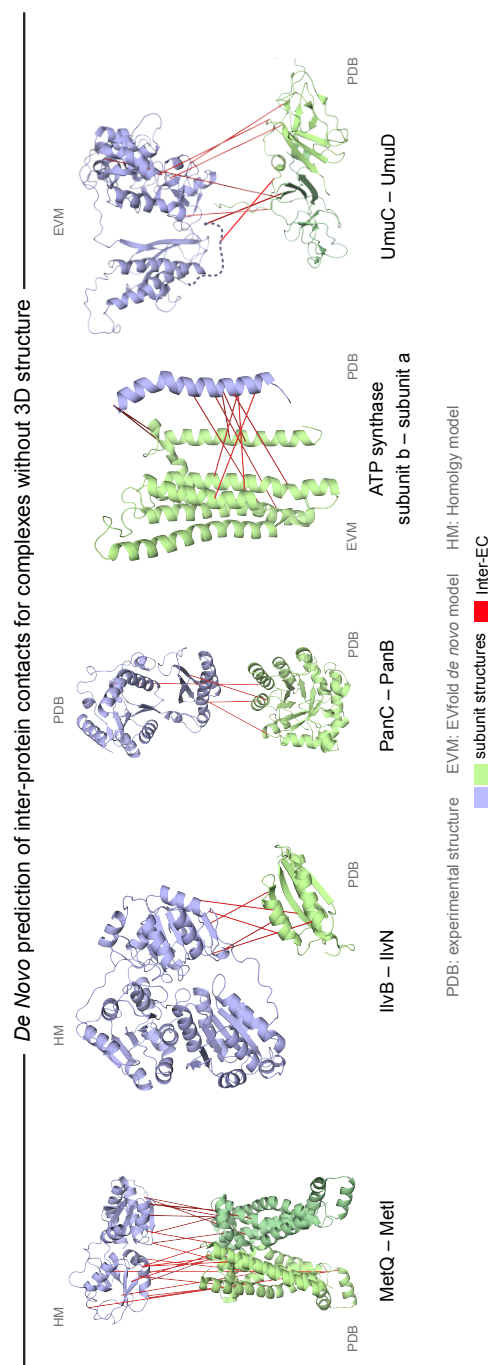 De Novo prediction of inter-protein contacts for complexes without 3D structure
HM
PDB
MetQ – MetI
HM
PDB
IlvB – IlvN
PDB
PDB
PanC – PanB
EVM
PDB
ATP synthase
subunit b – subunit a
EVM
PDB
UmuC – UmuD
PDB: experimental structure EVM: EVfold de novo model HM: Homolgy model
subunit structures Inter-EC